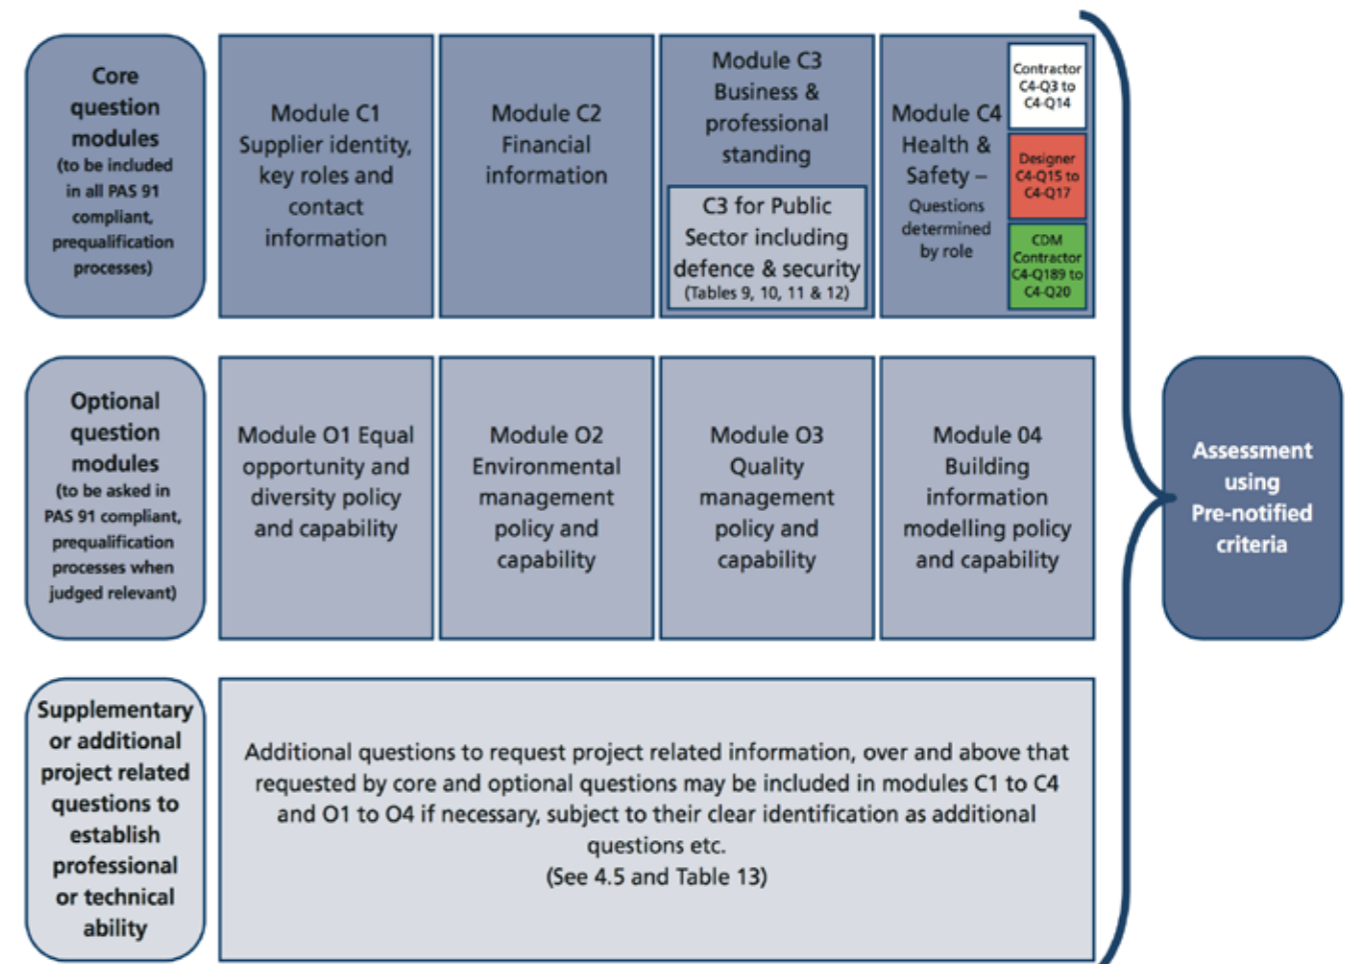 Core
question
modules
(to be included
in all PAS 91
compliant,
prequalification
processes)
Module C1
Supplier identity,
key roles and
contact
information
Module C2
Financial
information
Module C3
Business &
professional
standing
C3 for Public
Sector including
defence & security
(Tables 9, 10, 11 & 12)
Module C4
Health &
Safety –
Questions
determined
by role
Contractor
C4-Q3 to
C4-Q14
Designer
C4-Q15 to
C4-Q17
CDM
Contractor
C4-Q189 to
C4-Q20
Optional
question
modules
(to be asked in
PAS 91 compliant,
prequalification
processes when
judged relevant)
Module O1 Equal
opportunity and
diversity policy
and capability
Module O2
Environmental
management
policy and
capability
Module O3
Quality
management
policy and
capability
Module 04
Building
information
modelling policy
and capability
Assessment
using
Pre-notified
criteria
Supplementary
or additional
project related
questions to
establish
professional
or technical
ability
Additional questions to request project related information, over and above that
requested by core and optional questions may be included in modules C1 to C4
and O1 to O4 if necessary, subject to their clear identification as additional
questions etc.
(See 4.5 and Table 13)